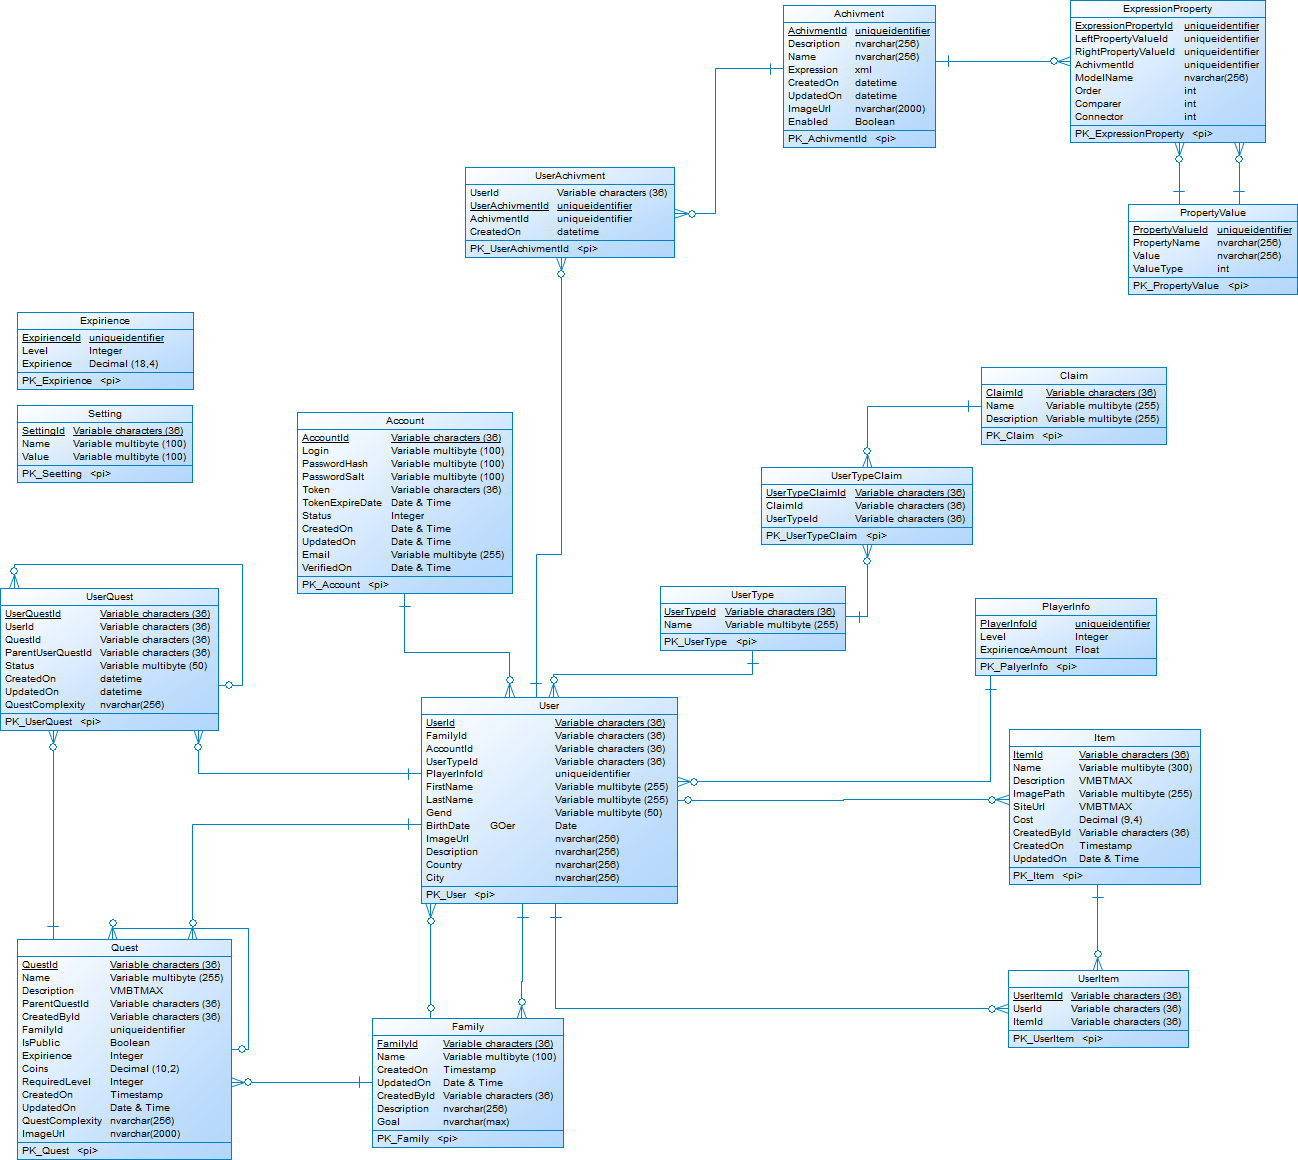 Achivment
AchivmentId uniqueidentifier
Description nvarchar(256)
Name nvarchar(256)
Expression xml
CreatedOn datetime
UpdatedOn datetime
ImageUrl nvarchar(2000)
Enabled Boolean
PK_AchivmentId <pi>
ExpressionProperty
ExpressionPropertyId uniqueidentifier
LeftPropertyValueId uniqueidentifier
RightPropertyValueId uniqueidentifier
AchivmentId uniqueidentifier
ModelName nvarchar(256)
Order int
Comparer int
Connector int
PK_ExpressionProperty <pi>
UserAchivment
UserId Variable characters (36)
UserAchivmentId uniqueidentifier
AchivmentId uniqueidentifier
CreatedOn datetime
PK_UserAchivmentId <pi>
PropertyValue
PropertyValueId uniqueidentifier
PropertyName nvarchar(256)
Value nvarchar(256)
ValueType int
PK_PropertyValue <pi>
Expirience
ExpirienceId uniqueidentifier
Level Integer
Expirience Decimal (18,4)
PK_Expirience <pi>
Setting
SettingId Variable characters (36)
Name Variable multibyte (100)
Value Variable multibyte (100)
PK_Seetting <pi>
Account
AccountId Variable characters (36)
Login Variable multibyte (100)
PasswordHash Variable multibyte (100)
PasswordSalt Variable multibyte (100)
Token Variable characters (36)
TokenExpireDate Date & Time
Status Integer
CreatedOn Date & Time
UpdatedOn Date & Time
Email Variable multibyte (255)
VerifiedOn Date & Time
PK_Account <pi>
Claim
ClaimId Variable characters (36)
Name Variable multibyte (255)
Description Variable multibyte (255)
PK_Claim <pi>
UserTypeClaim
UserTypeClaimId Variable characters (36)
ClaimId Variable characters (36)
UserTypeId Variable characters (36)
PK_UserTypeClaim <pi>
UserQuest
UserQuestId Variable characters (36)
UserId Variable characters (36)
QuestId Variable characters (36)
ParentUserQuestId Variable characters (36)
Status Variable multibyte (50)
CreatedOn datetime
UpdatedOn datetime
QuestComplexity nvarchar(256)
PK_UserQuest <pi>
UserType
UserTypeId Variable characters (36)
Name Variable multibyte (255)
PK_UserType <pi>
PlayerInfo
PlayerInfoId uniqueidentifier
Level Integer
ExpirienceAmount Float
PK_PalyerInfo <pi>
User
UserId Variable characters (36)
FamilyId Variable characters (36)
AccountId Variable characters (36)
UserTypeId Variable characters (36)
PlayerInfoId uniqueidentifier
FirstName Variable multibyte (255)
LastName Variable multibyte (255)
Gend Variable multibyte (50)
BirthDate GOer Date
ImageUrl nvarchar(256)
Description nvarchar(256)
Country nvarchar(256)
City nvarchar(256)
PK_User <pi>
Item
ItemId Variable characters (36)
Name Variable multibyte (300)
Description VMBTMAX
ImagePath Variable multibyte (255)
SiteUrl VMBTMAX
Cost Decimal (9,4)
CreatedById Variable characters (36)
CreatedOn Timestamp
UpdatedOn Date & Time
PK_Item <pi>
Quest
QuestId Variable characters (36)
Name Variable multibyte (255)
Description VMBTMAX
ParentQuestId Variable characters (36)
CreatedById Variable characters (36)
FamilyId uniqueidentifier
IsPublic Boolean
Expirience Integer
Coins Decimal (10,2)
RequiredLevel Integer
CreatedOn Timestamp
UpdatedOn Date & Time
QuestComplexity nvarchar(256)
ImageUrl nvarchar(2000)
PK_Quest <pi>
Family
FamilyId Variable characters (36)
Name Variable multibyte (100)
CreatedOn Timestamp
UpdatedOn Date & Time
CreatedById Variable characters (36)
Description nvarchar(256)
Goal nvarchar(max)
PK_Family <pi>
UserItem
UserItemId Variable characters (36)
UserId Variable characters (36)
ItemId Variable characters (36)
PK_UserItem <pi>